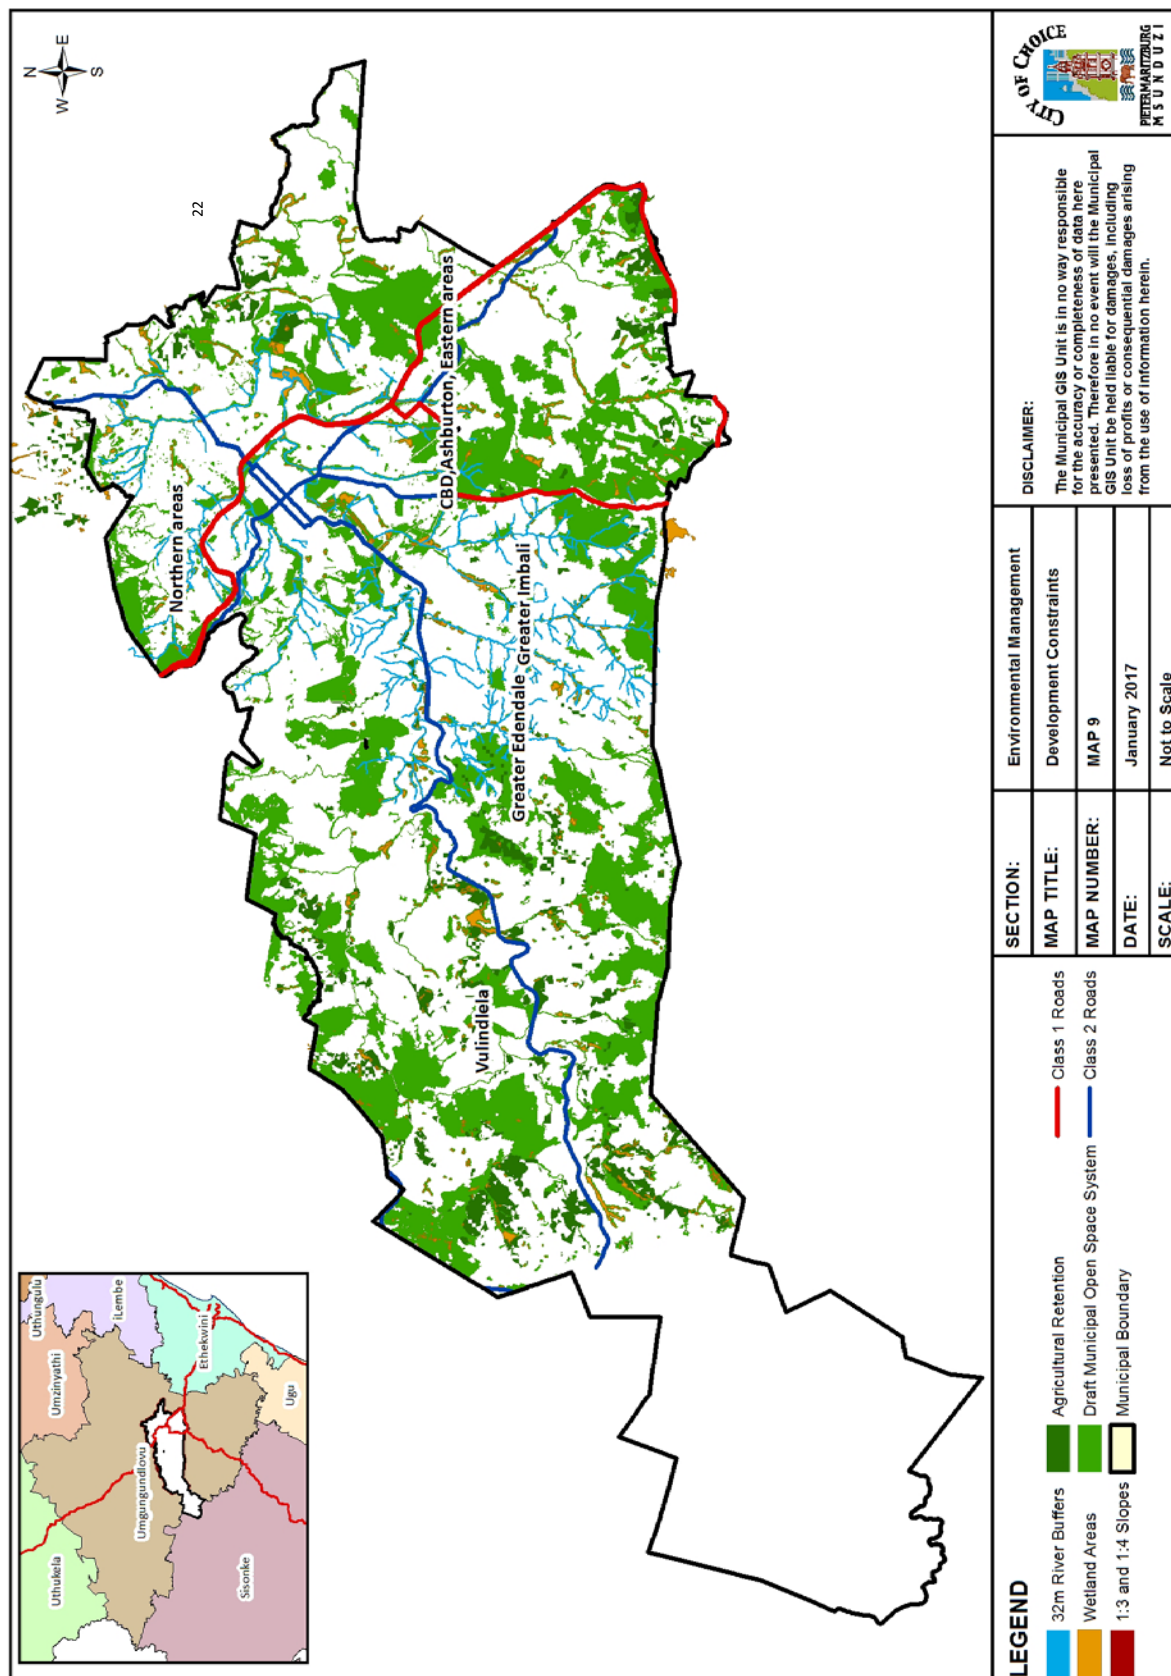 Uthungulu
Umzinyathi
iLembe
Uthukela
Umgungundlovu
Ethekwini
Ugu
Sisonke
N
W
E
S
22
Northern areas
CBD,Ashburton, Eastern areas
Greater Edendale
Greater Imbali
Vulindlela
LEGEND
32m River Buffers
Wetland Areas
1:3 and 1:4 Slopes
Agricultural Retention
Draft Municipal Open Space System
Municipal Boundary
Class 1 Roads
Class 2 Roads
SECTION:
Environmental Management
MAP TITLE:
Development Constraints
MAP NUMBER:
MAP 9
DATE:
January 2017
SCALE:
Not to Scale
DISCLAIMER:
The Municipal GIS Unit is in no way responsible
for the accuracy or completeness of data here
presented. Therefore in no event will the Municipal
GIS Unit be held liable for damages, including
loss of profits or consequential damages arising
from the use of information herein.
CITY OF CHOICE
PIETERMARITZBURG
MSUNDUZI